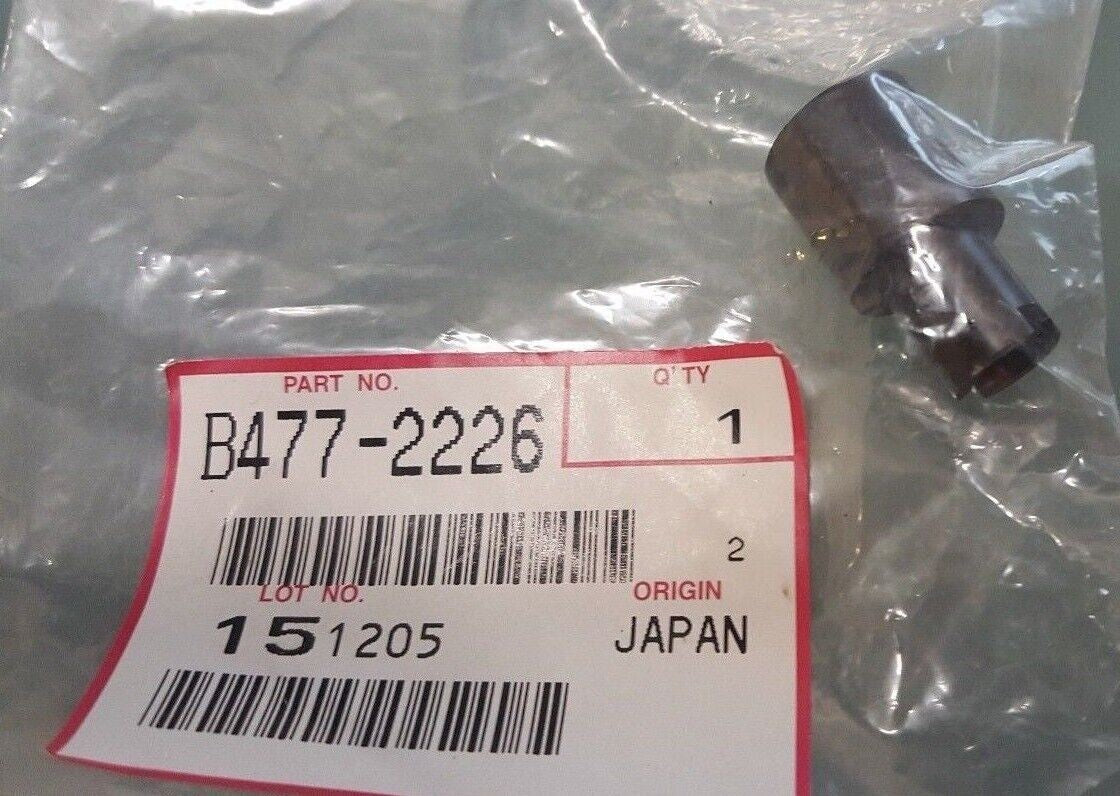 PART NO.
Q'TY
B477-2226
1
2
LOT NO.
ORIGIN
151205
JAPAN